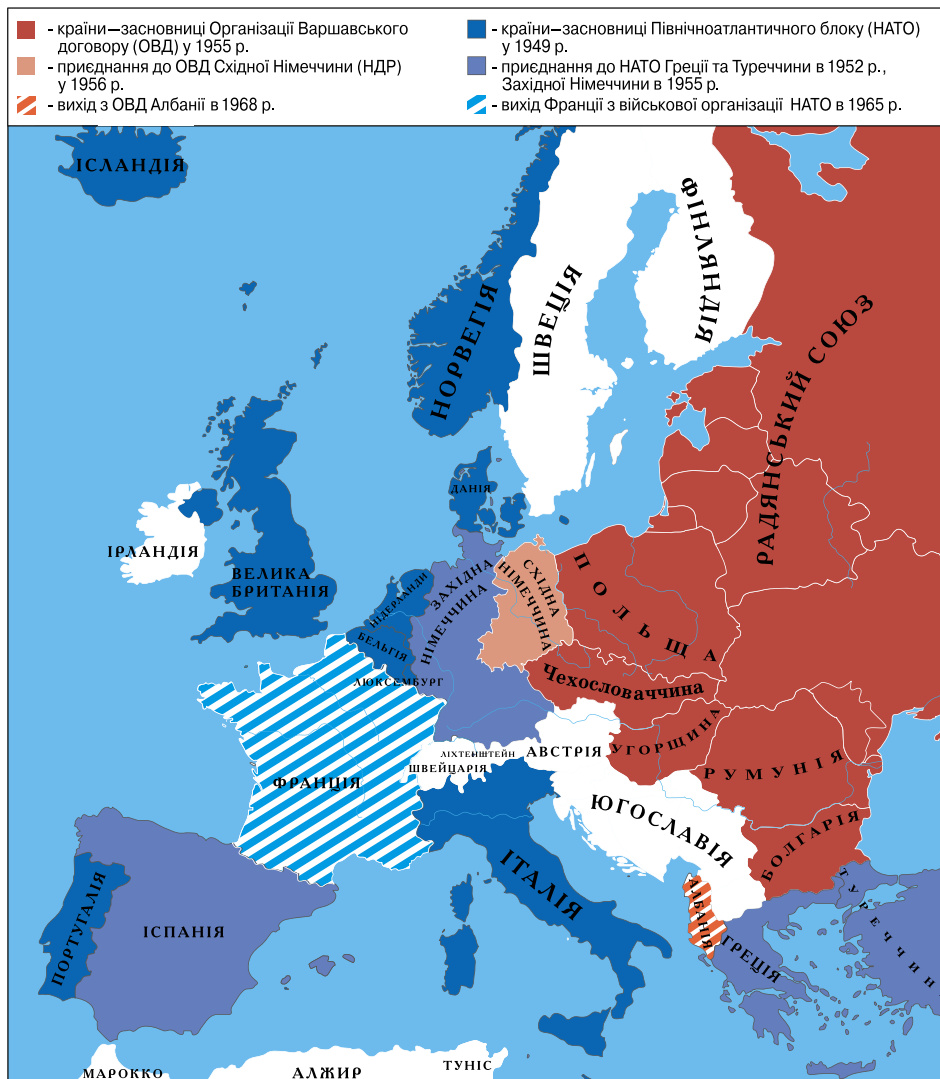 - країни–засновниці Організації Варшавського
договору (ОВД) у 1955 р.
- приєднання до ОВД Східної Німеччини (НДР)
у 1956 р.
- вихід з ОВД Албанії в 1968 р.
- країни–засновниці Північноатлантичного блоку (НАТО)
у 1949 р.
- приєднання до НАТО Греції та Туреччини в 1952 р.,
Західної Німеччини в 1955 р.
- вихід Франції з військової організації НАТО в 1965 р.
ІСЛАНДІЯ
НОРВЕГІЯ
ШВЕЦІЯ
ФІНЛЯНДІЯ
РАДЯНСЬКИЙ СОЮЗ
ДАНІЯ
ІРЛАНДІЯ
ВЕЛИКА
БРИТАНІЯ
НІДЕРЛАНДИ
БЕЛЬГІЯ
ЛЮКСЕМБУРГ
ЗАХІДНА
НІМЕЧЧИНА
СХІДНА
НІМЕЧЧИНА
ПОЛЬЩА
Чехословаччина
ФРАНЦІЯ
ЛІХТЕНШТЕЙН
ШВЕЙЦАРІЯ
АВСТРІЯ
УГОРЩИНА
РУМУНІЯ
ЮГОСЛАВІЯ
БОЛГАРІЯ
ІТАЛІЯ
АЛБАНІЯ
ГРЕЦІЯ
ТУРЕЧЧИН
ПОРТУГАЛІЯ
ІСПАНІЯ
МАРОККО
АЛЖИР
ТУНІС